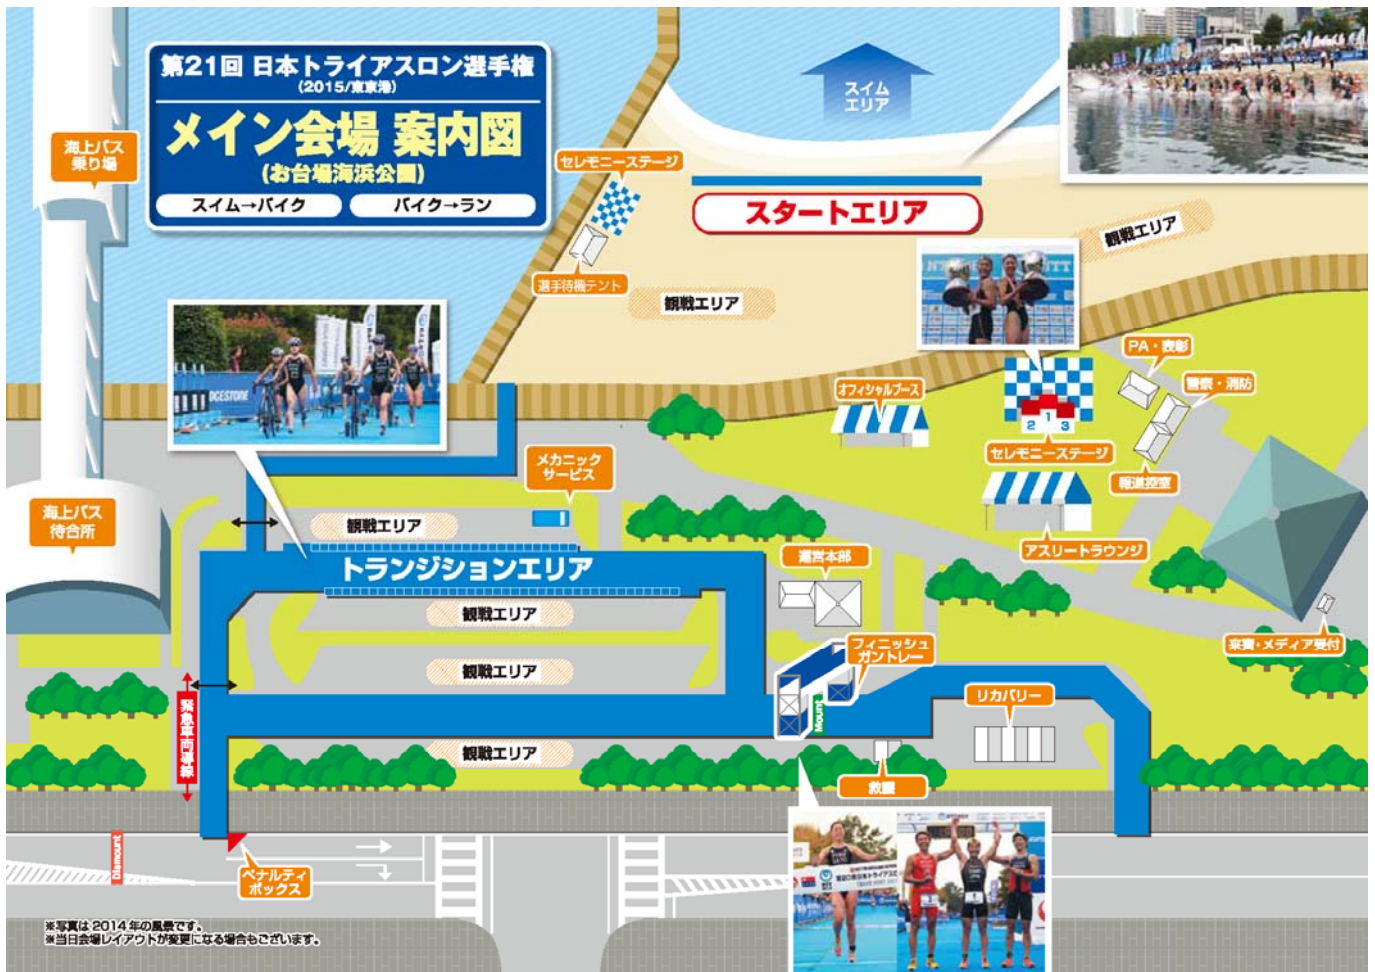 第21回 日本トライアスロン選手権
(2015/東京港)
メイン会場 案内図
(お台場海浜公園)
スイム→バイク
バイク→ラン
海上バス
乗り場
スイム
エリア
セレモニーステージ
スタートエリア
観戦エリア
選手待機テント
観戦エリア
PA・表彰
警察・消防
オフィシャルブース
2 1 3
セレモニーステージ
報道控室
BRIDGESTONE
メカニック
サービス
海上バス
待合所
観戦エリア
アスリートラウンジ
トランジションエリア
運営本部
観戦エリア
フィニッシュ
ガントレー
来賓・メディア受付
観戦エリア
リカバリー
緊急車両導線
Mount
観戦エリア
救護
Dismount
ペナルティ
ボックス
※写真は2014年の風景です。
※当日会場レイアウトが変更になる場合もございます。